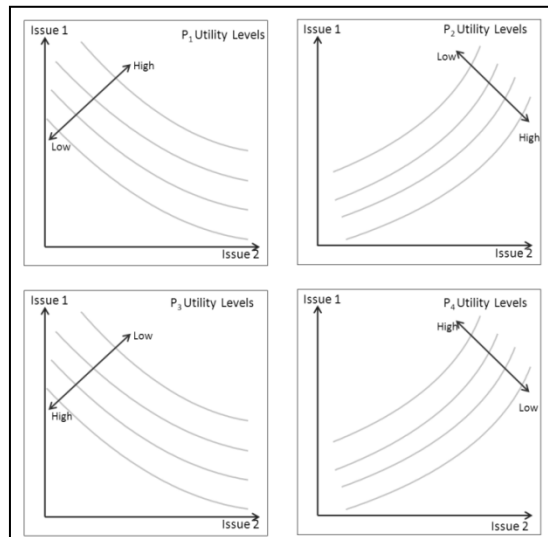 Issue 1
P1 Utility Levels
High
Low
Issue 2
Issue 1
P2 Utility Levels
Low
High
Issue 2
Issue 1
P3 Utility Levels
Low
High
Issue 2
Issue 1
P4 Utility Levels
High
Low
Issue 2